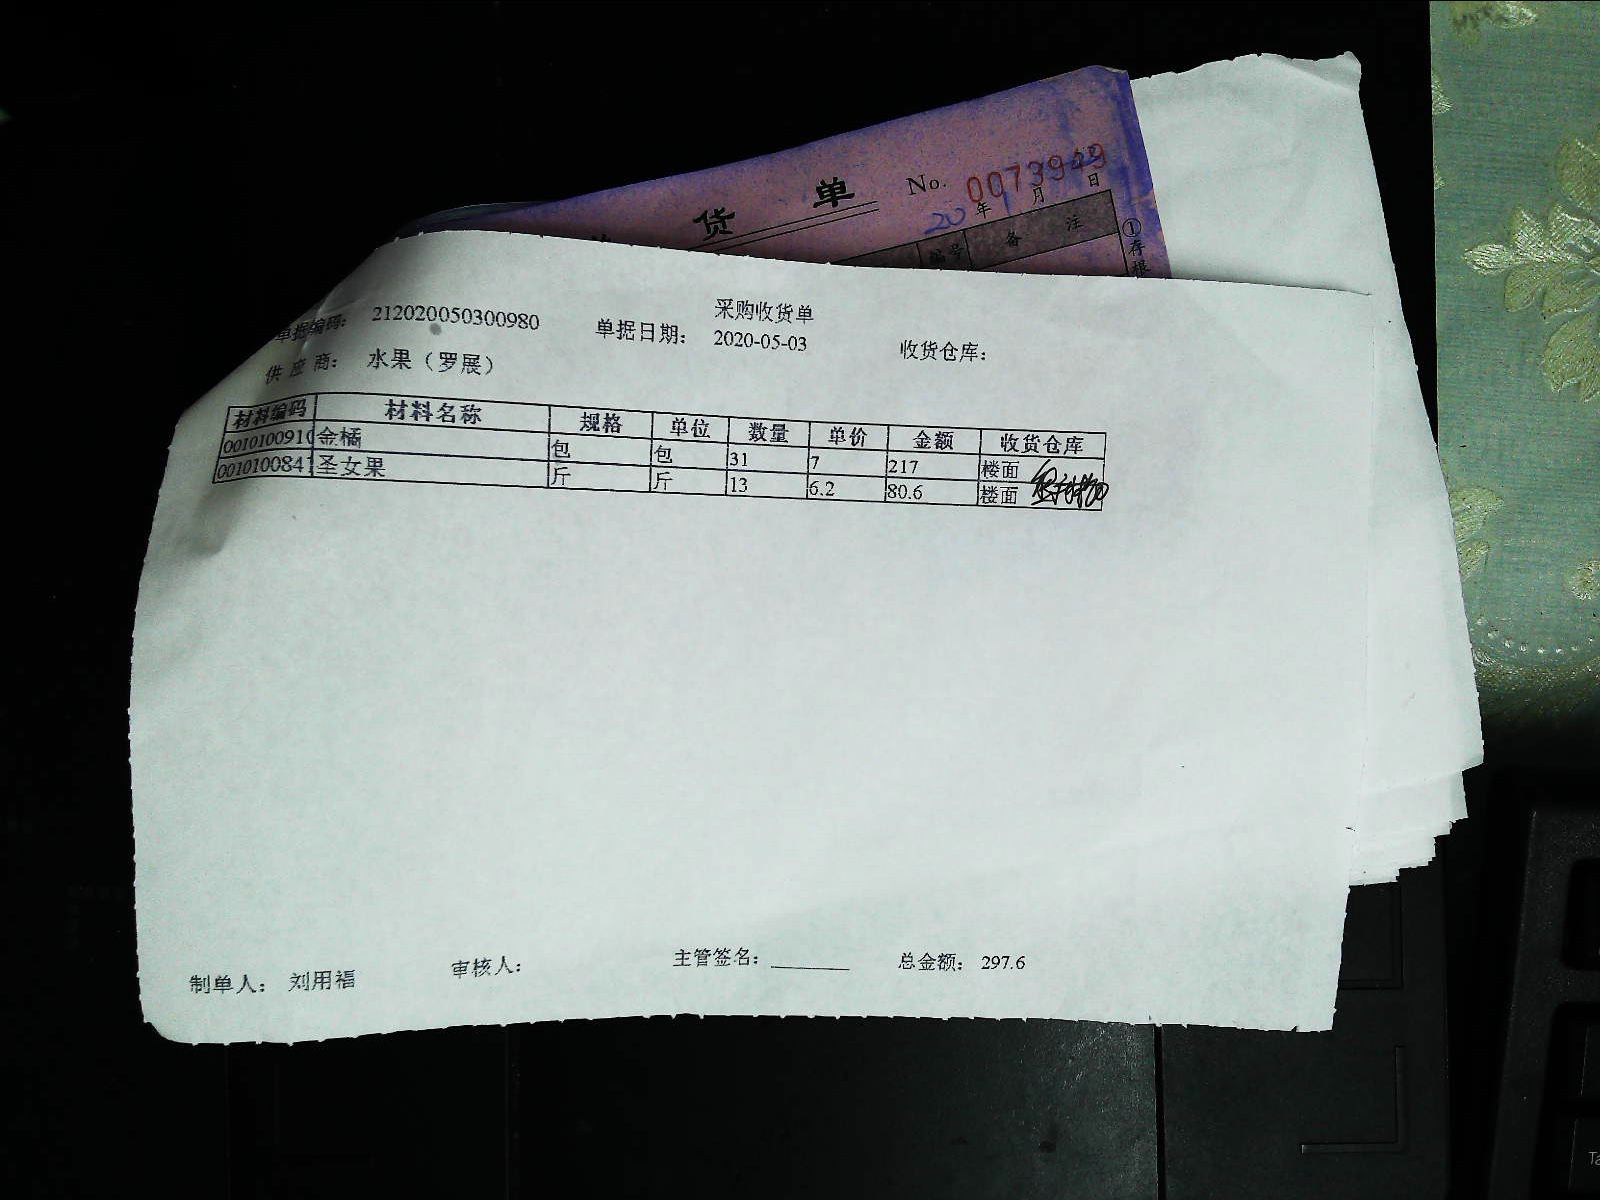 货 单 No. 0073949
20 年 月 日
编号 备 注
①存根
采购收货单
单据编码: 212020050300980 单据日期: 2020-05-03 收货仓库:
供 应 商: 水果（罗展）
材料编码 材料名称 规格 单位 数量 单价 金额 收货仓库
0010100910 金橘 包 包 31 7 217 楼面
001010084 圣女果 斤 斤 13 6.2 80.6 楼面
制单人: 刘用福 审核人: 主管签名: ______ 总金额: 297.6